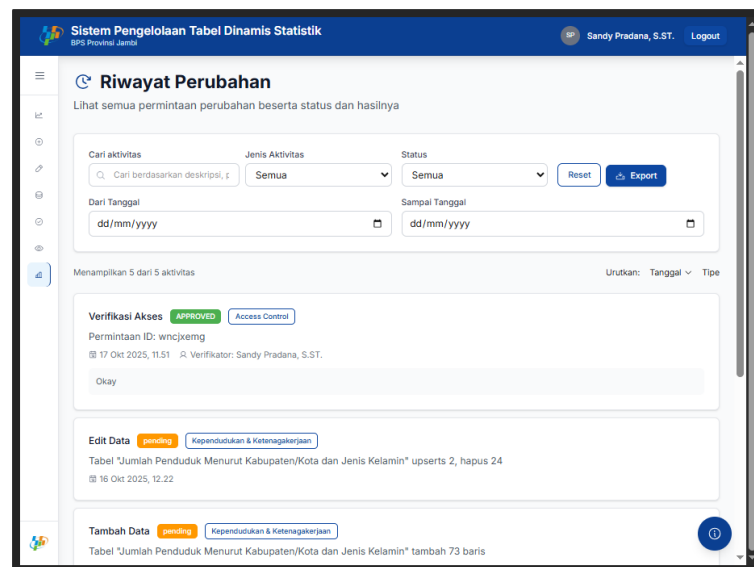 Sistem Pengelolaan Tabel Dinamis Statistik
BPS Provinsi Jambi
SP Sandy Pradana, S.ST. Logout
Riwayat Perubahan
Lihat semua permintaan perubahan beserta status dan hasilnya
Cari aktivitas Jenis Aktivitas Status
Cari berdasarkan deskripsi, Semua Semua Reset Export
Dari Tanggal Sampai Tanggal
dd/mm/yyyy dd/mm/yyyy
Menampilkan 5 dari 5 aktivitas Urutkan: Tanggal Tipe
Verifikasi Akses APPROVED Access Control
Permintaan ID: wncjxemg
17 Okt 2025, 11.51 Verifikator: Sandy Pradana, S.ST.
Okay
Edit Data pending Kependudukan & Ketenagakerjaan
Tabel "Jumlah Penduduk Menurut Kabupaten/Kota dan Jenis Kelamin" upserts 2, hapus 24
16 Okt 2025, 12.22
Tambah Data pending Kependudukan & Ketenagakerjaan
Tabel "Jumlah Penduduk Menurut Kabupaten/Kota dan Jenis Kelamin" tambah 73 baris